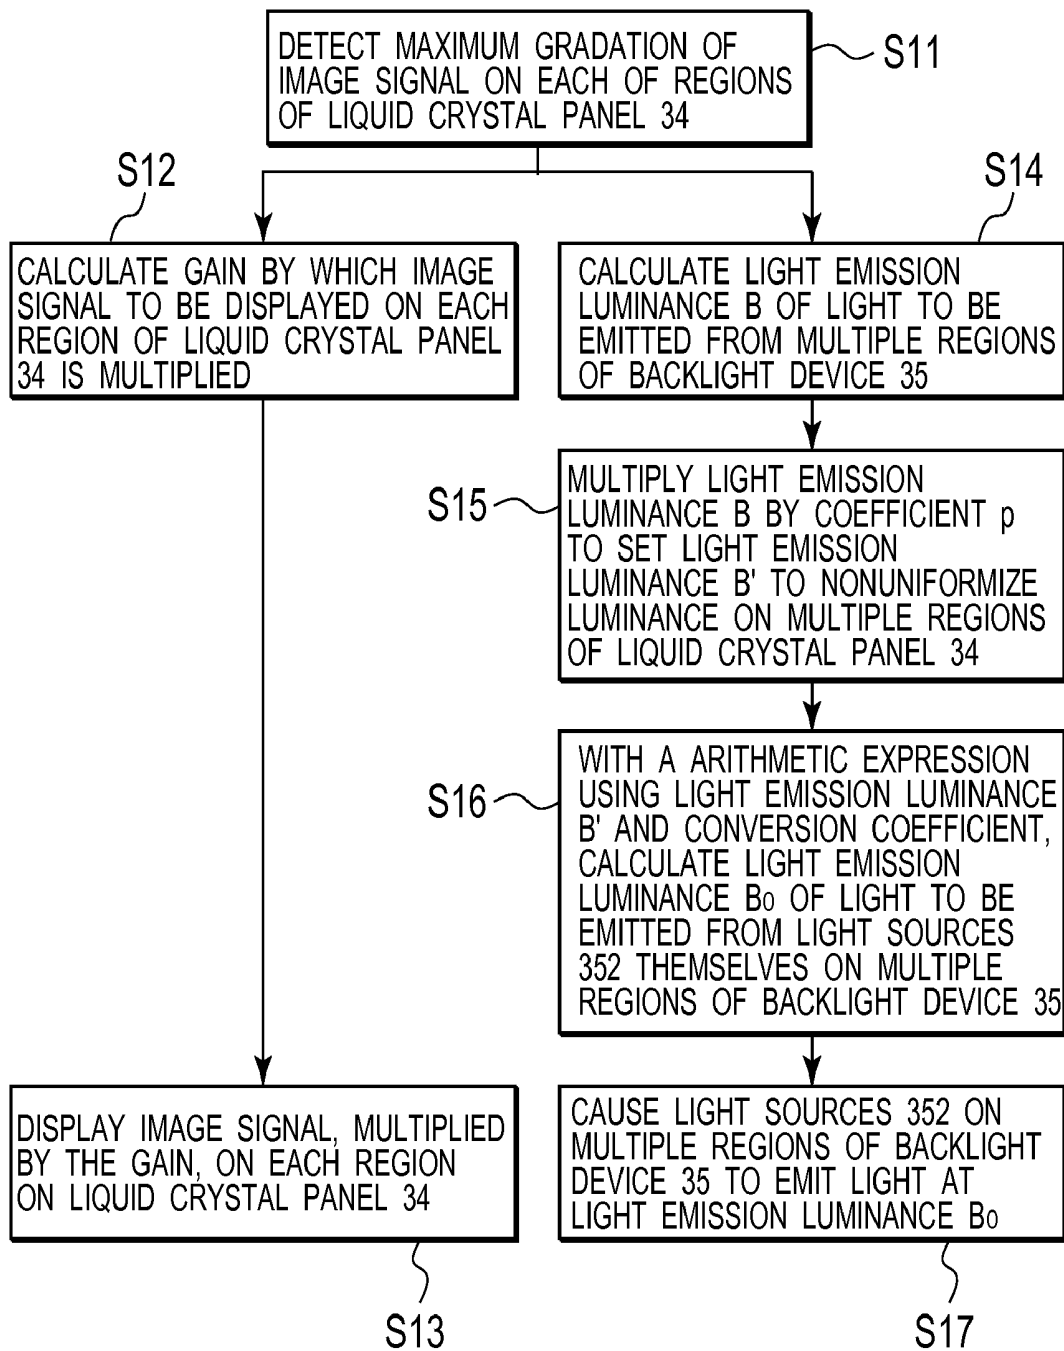 DETECT MAXIMUM GRADATION OF
IMAGE SIGNAL ON EACH OF REGIONS
OF LIQUID CRYSTAL PANEL 34
S11
S12
CALCULATE GAIN BY WHICH IMAGE
SIGNAL TO BE DISPLAYED ON EACH
REGION OF LIQUID CRYSTAL PANEL
34 IS MULTIPLIED
S14
CALCULATE LIGHT EMISSION
LUMINANCE B OF LIGHT TO BE
EMITTED FROM MULTIPLE REGIONS
OF BACKLIGHT DEVICE 35
S15
MULTIPLY LIGHT EMISSION
LUMINANCE B BY COEFFICIENT p
TO SET LIGHT EMISSION
LUMINANCE B' TO NONUNIFORMIZE
LUMINANCE ON MULTIPLE REGIONS
OF LIQUID CRYSTAL PANEL 34
S16
WITH A ARITHMETIC EXPRESSION
USING LIGHT EMISSION LUMINANCE
B' AND CONVERSION COEFFICIENT,
CALCULATE LIGHT EMISSION
LUMINANCE B0 OF LIGHT TO BE
EMITTED FROM LIGHT SOURCES
352 THEMSELVES ON MULTIPLE
REGIONS OF BACKLIGHT DEVICE 35
DISPLAY IMAGE SIGNAL, MULTIPLIED
BY THE GAIN, ON EACH REGION
ON LIQUID CRYSTAL PANEL 34
S13
CAUSE LIGHT SOURCES 352 ON
MULTIPLE REGIONS OF BACKLIGHT
DEVICE 35 TO EMIT LIGHT AT
LIGHT EMISSION LUMINANCE B0
S17